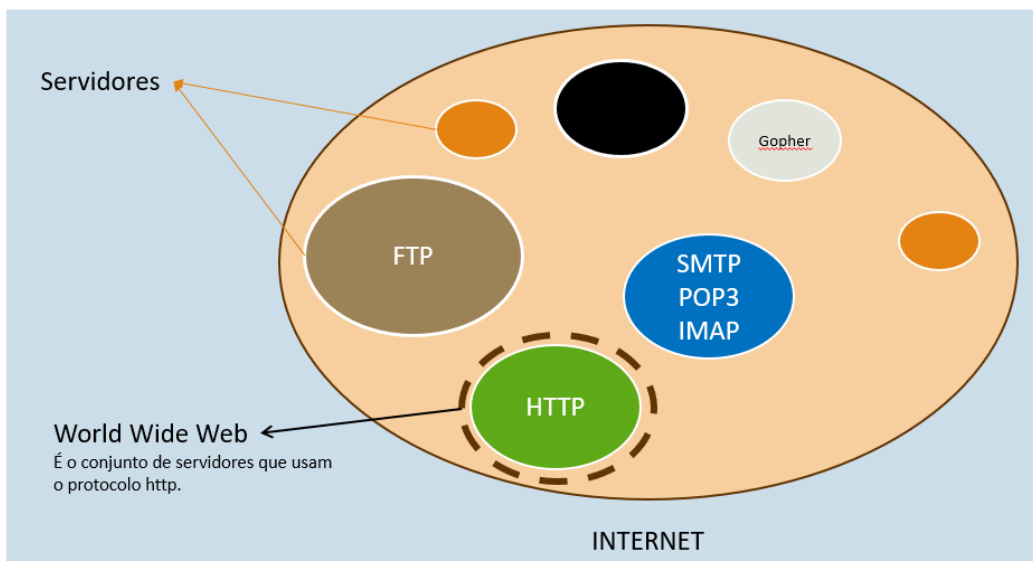 Servidores
Gopher
FTP
SMTP
POP3
IMAP
HTTP
World Wide Web
É o conjunto de servidores que usam
o protocolo http.
INTERNET